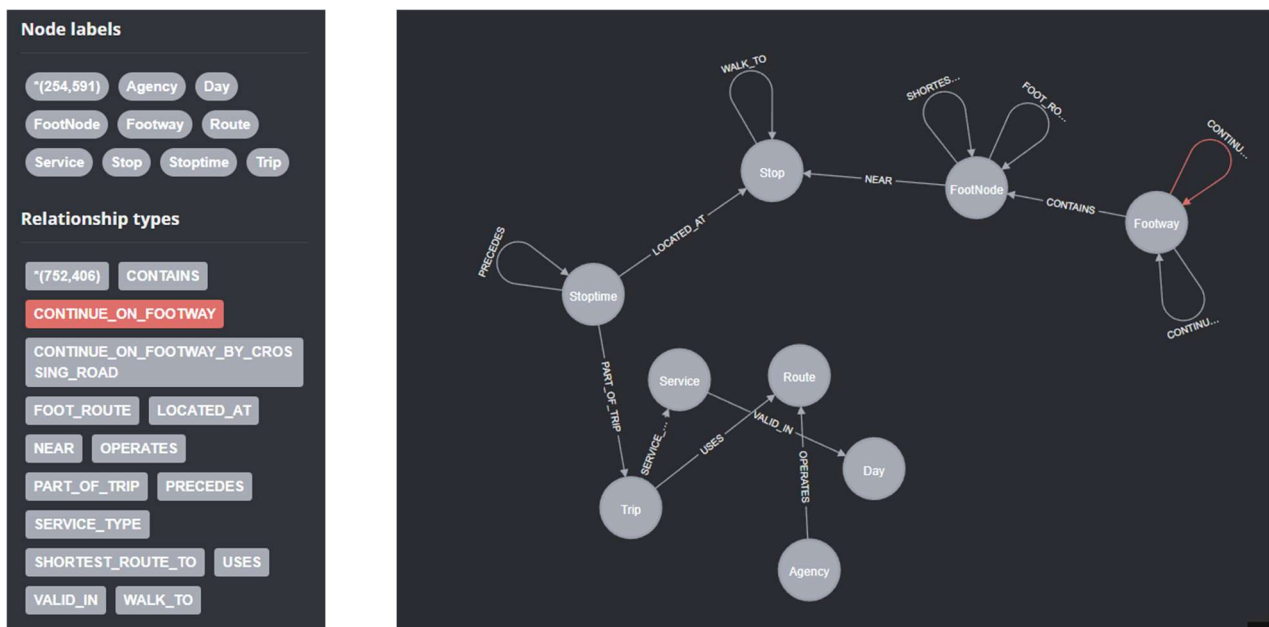 Node labels
*(254,591) Agency Day
FootNode Footway Route
Service Stop Stoptime Trip
Relationship types
*(752,406) CONTAINS
CONTINUE_ON_FOOTWAY
CONTINUE_ON_FOOTWAY_BY_CROS
SING_ROAD
FOOT_ROUTE LOCATED_AT
NEAR OPERATES
PART_OF_TRIP PRECEDES
SERVICE_TYPE
SHORTEST_ROUTE_TO USES
VALID_IN WALK_TO
WALK_TO
SHORTES...
FOOT_RO...
CONTINU...
Stop
NEAR
FootNode
CONTAINS
Footway
LOCATED_AT
PRECEDES
Stoptime
CONTINU...
PART_OF_TRIP
Service
Route
VALID_IN
SERVICE_...
USES
OPERATES
Day
Trip
Agency